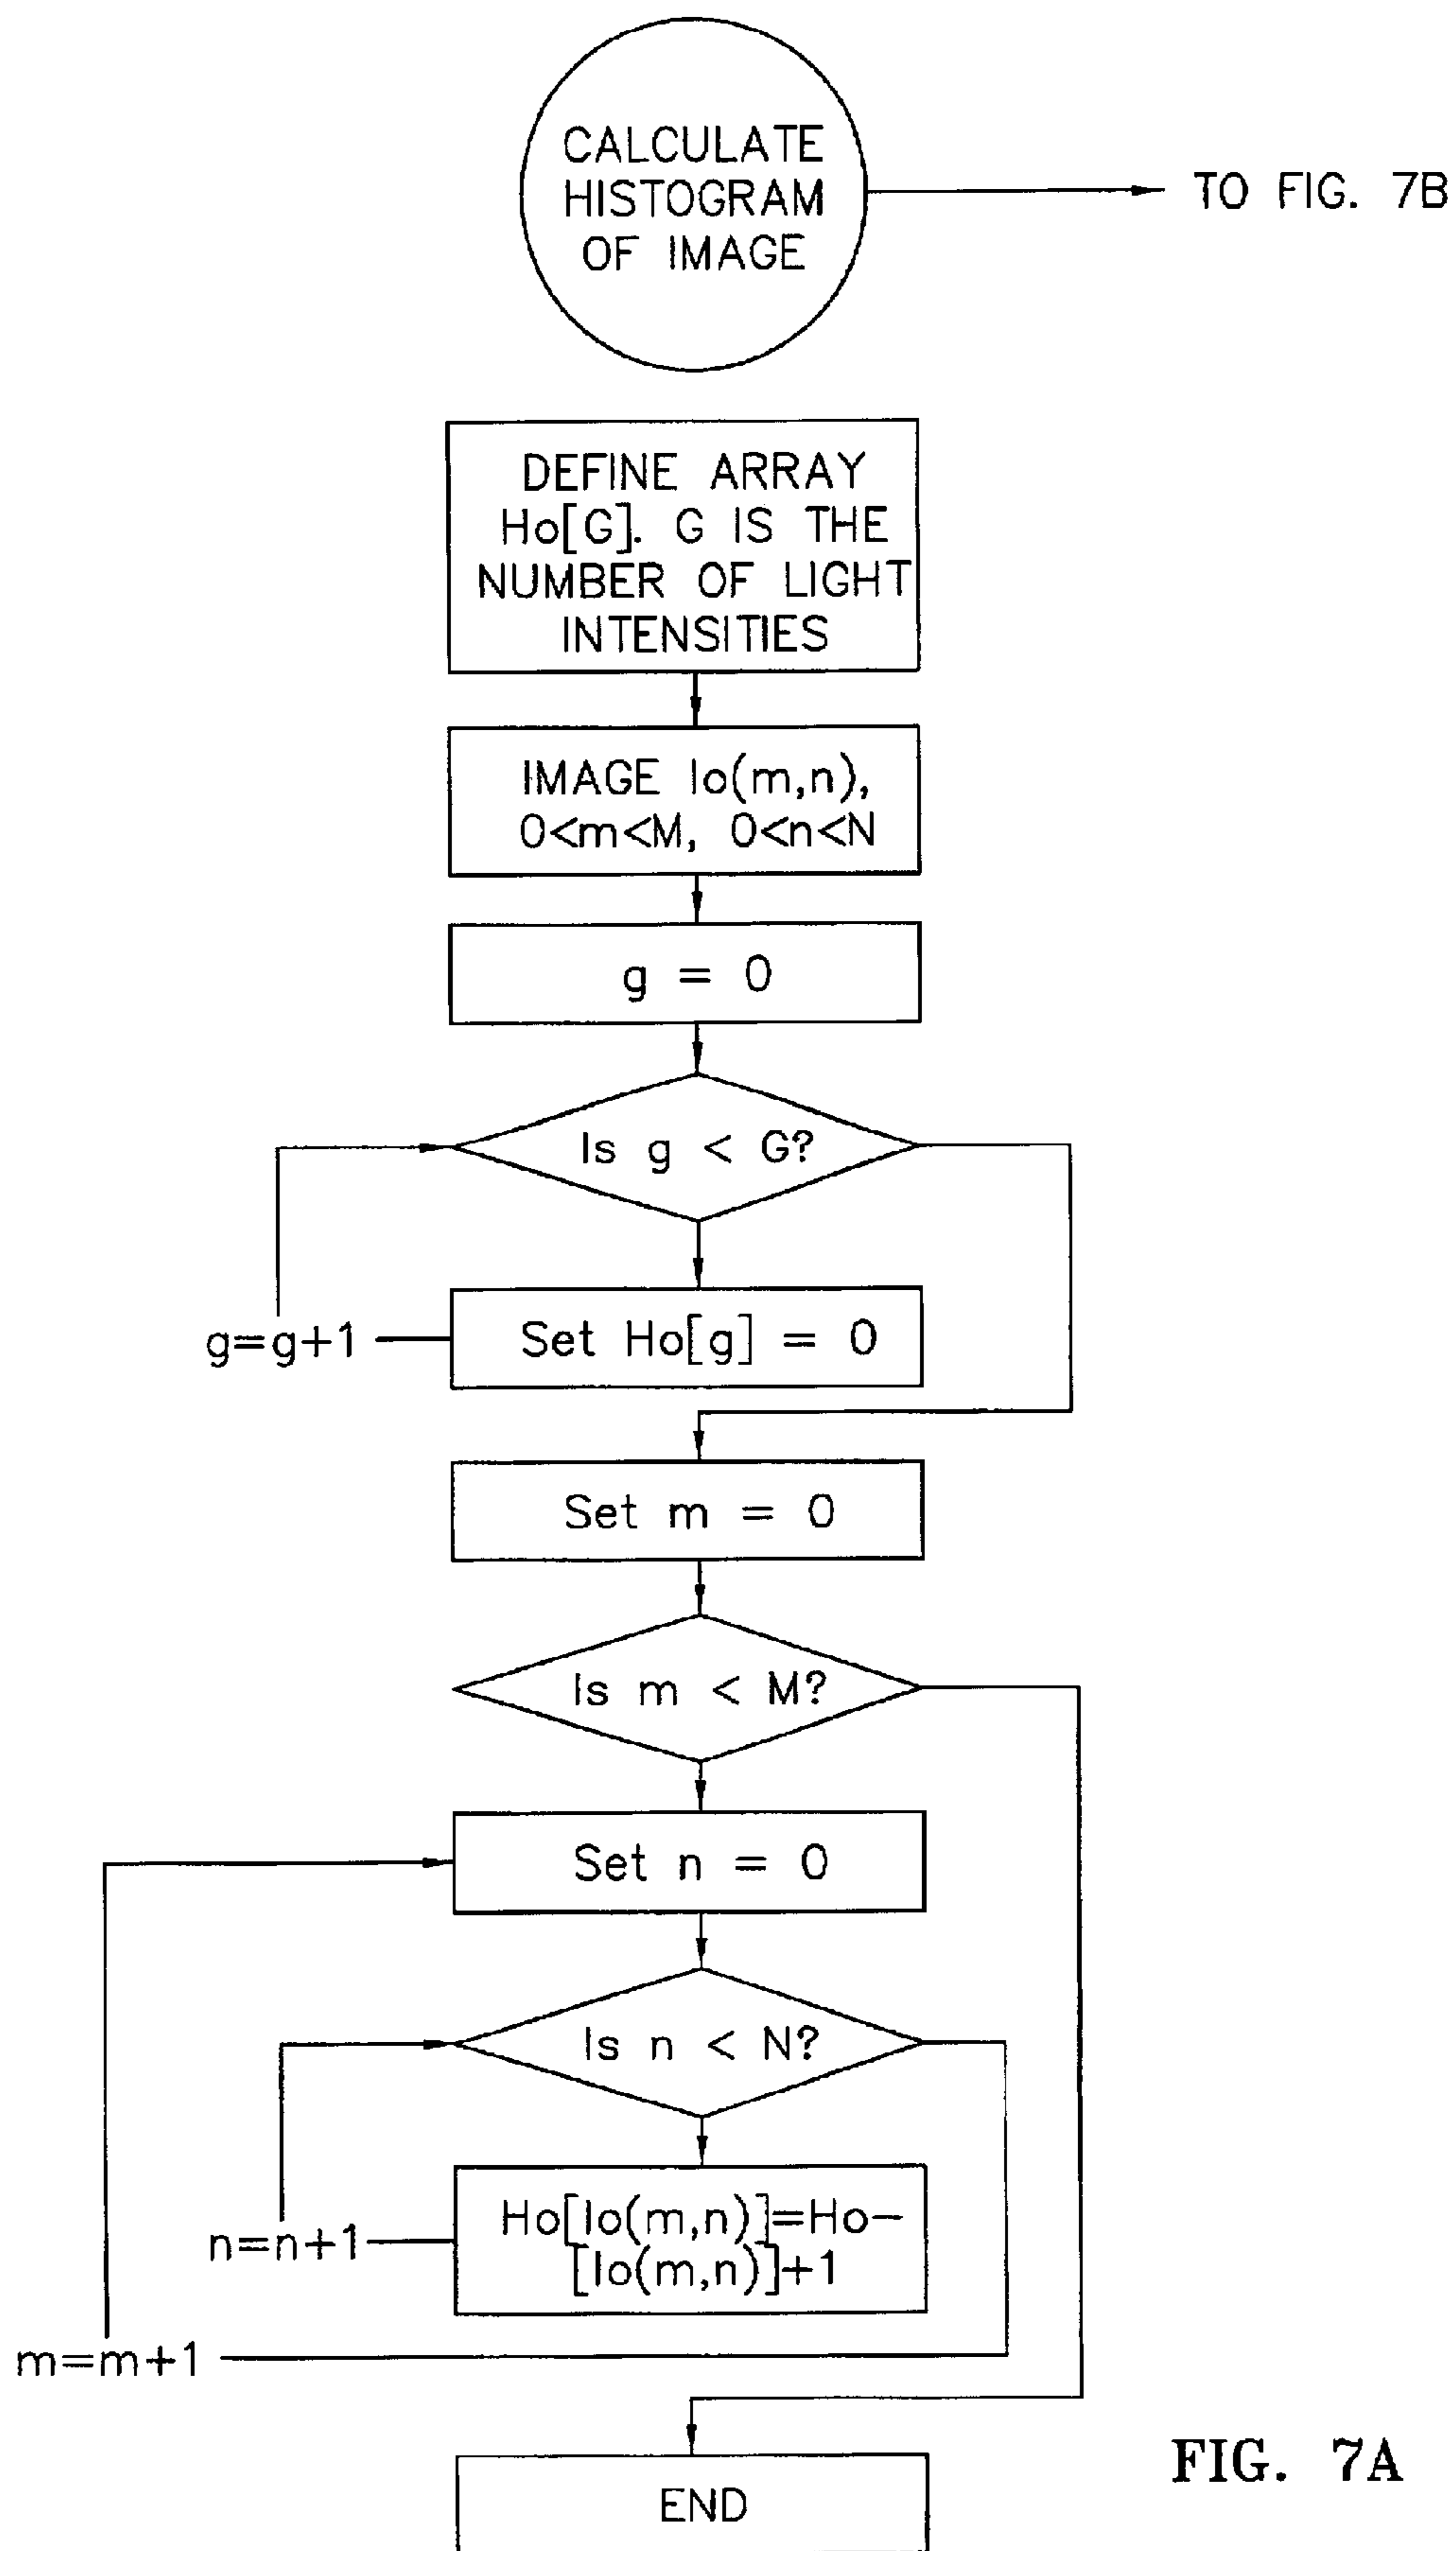 CALCULATE
HISTOGRAM
OF IMAGE
TO FIG. 7B
DEFINE ARRAY
Ho[G]. G IS THE
NUMBER OF LIGHT
INTENSITIES
IMAGE Io(m,n),
0<m<M, 0<n<N
g = 0
Is g < G?
g=g+1
Set Ho[g] = 0
Set m = 0
Is m < M?
Set n = 0
Is n < N?
Ho[Io(m,n)]=Ho-
[Io(m,n)]+1
n=n+1
m=m+1
END
FIG. 7A